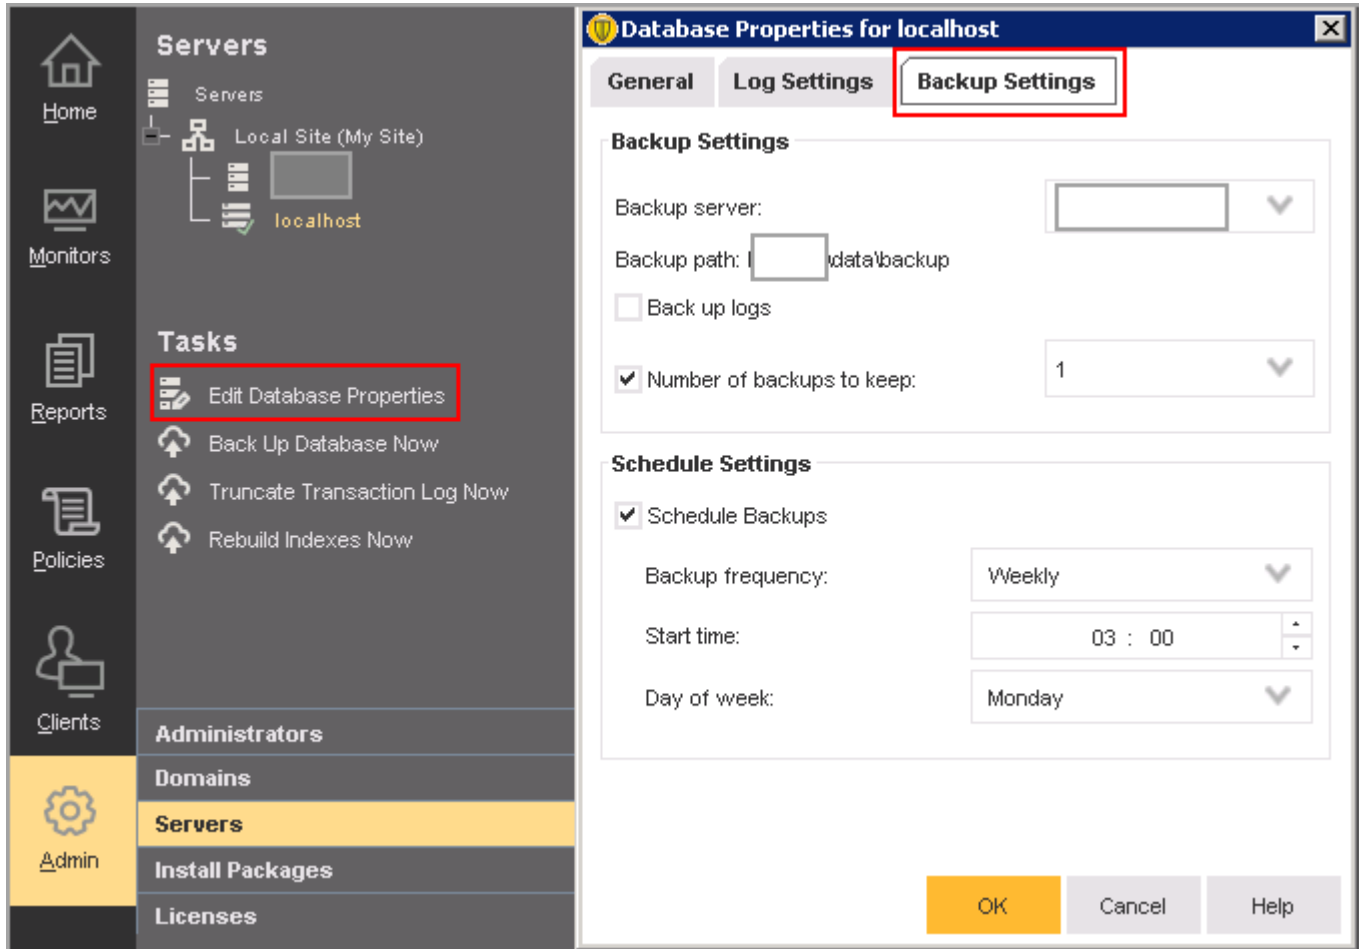 Home
Monitors
Reports
Policies
Clients
Admin
Servers
Servers
Local Site (My Site)
localhost
Tasks
Edit Database Properties
Back Up Database Now
Truncate Transaction Log Now
Rebuild Indexes Now
Administrators
Domains
Servers
Install Packages
Licenses
Database Properties for localhost
General Log Settings Backup Settings
Backup Settings
Backup server:
Backup path: \data\backup
Back up logs
Number of backups to keep: 1
Schedule Settings
Schedule Backups
Backup frequency: Weekly
Start time: 03 : 00
Day of week: Monday
OK Cancel Help